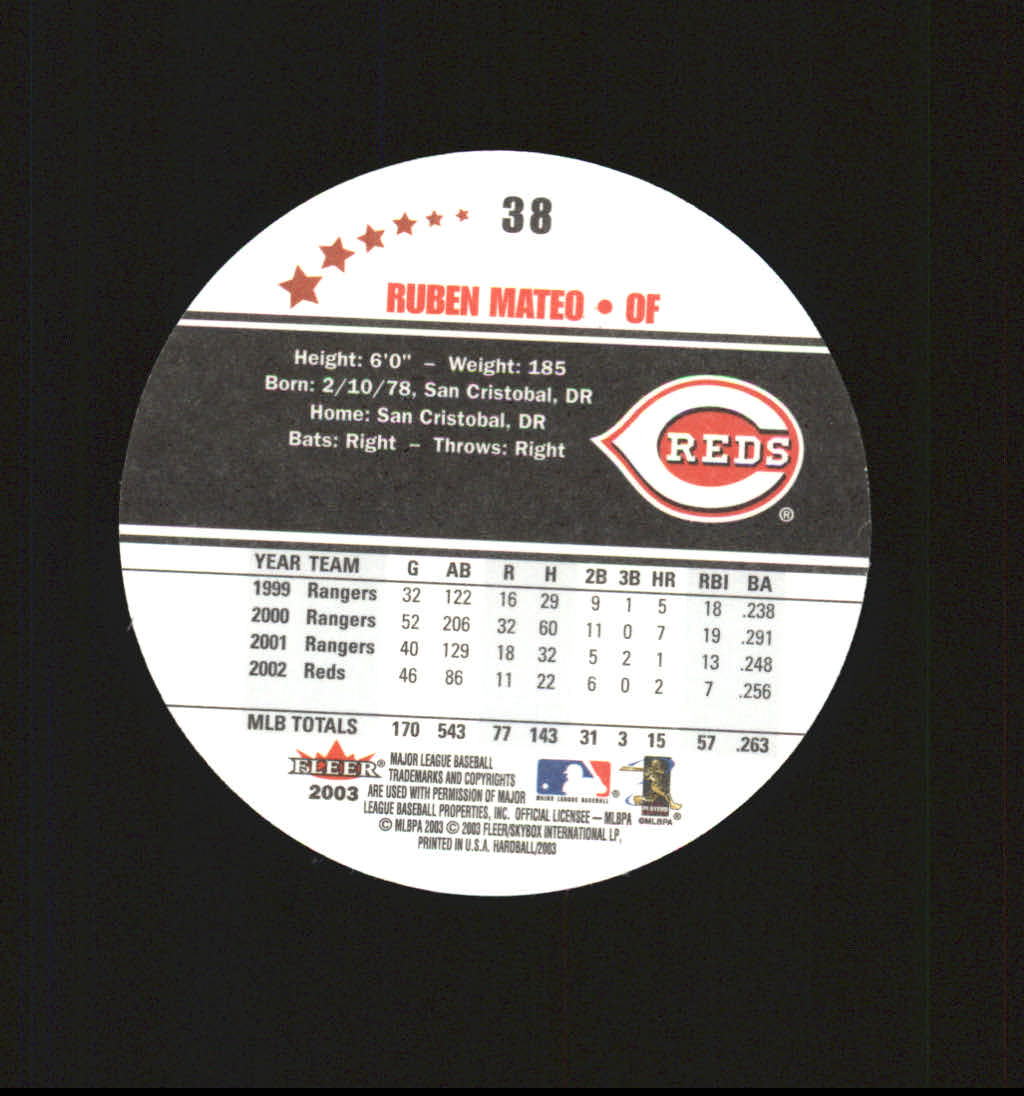 38
RUBEN MATEO • OF
Height: 6'0" – Weight: 185
Born: 2/10/78, San Cristobal, DR
Home: San Cristobal, DR
Bats: Right – Throws: Right
REDS
®
YEAR TEAM G AB R H 2B 3B HR RBI BA
1999 Rangers 32 122 16 29 9 1 5 18 .238
2000 Rangers 52 206 32 60 11 0 7 19 .291
2001 Rangers 40 129 18 32 5 2 1 13 .248
2002 Reds 46 86 11 22 6 0 2 7 .256
MLB TOTALS 170 543 77 143 31 3 15 57 .263
FLEER®
2003
MAJOR LEAGUE BASEBALL
TRADEMARKS AND COPYRIGHTS
ARE USED WITH PERMISSION OF MAJOR
LEAGUE BASEBALL PROPERTIES, INC. OFFICIAL LICENSEE – MLBPA
© MLBPA 2003 © 2003 FLEER/SKYBOX INTERNATIONAL LP,
PRINTED IN U.S.A. HARDBALL/2003
MAJOR LEAGUE BASEBALL ®
©MLBPA ®